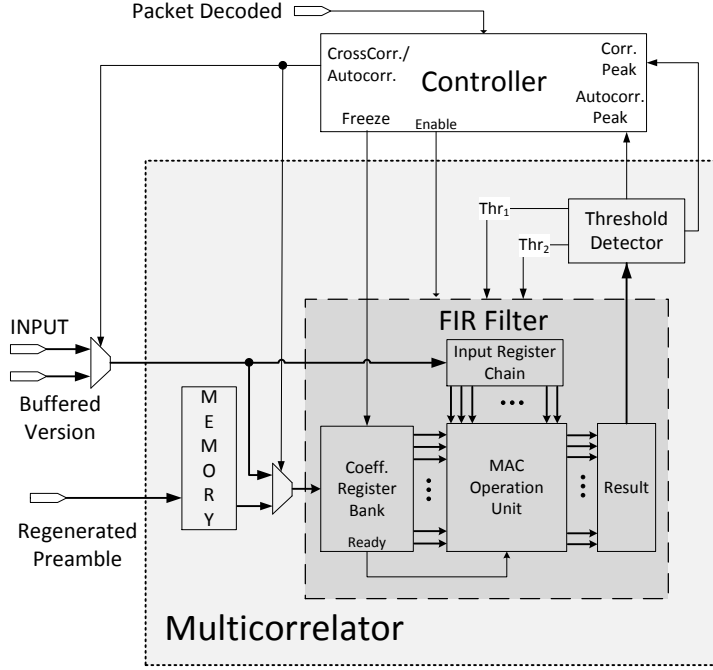 Packet Decoded
CrossCorr./
Autocorr.
Controller
Corr.
Peak
Autocorr.
Peak
Freeze
Enable
Thr1
Thr2
Threshold
Detector
INPUT
Buffered
Version
FIR Filter
Input Register
Chain
MEMORY
Coeff.
Register
Bank
Ready
MAC
Operation
Unit
Result
Regenerated
Preamble
Multicorrelator